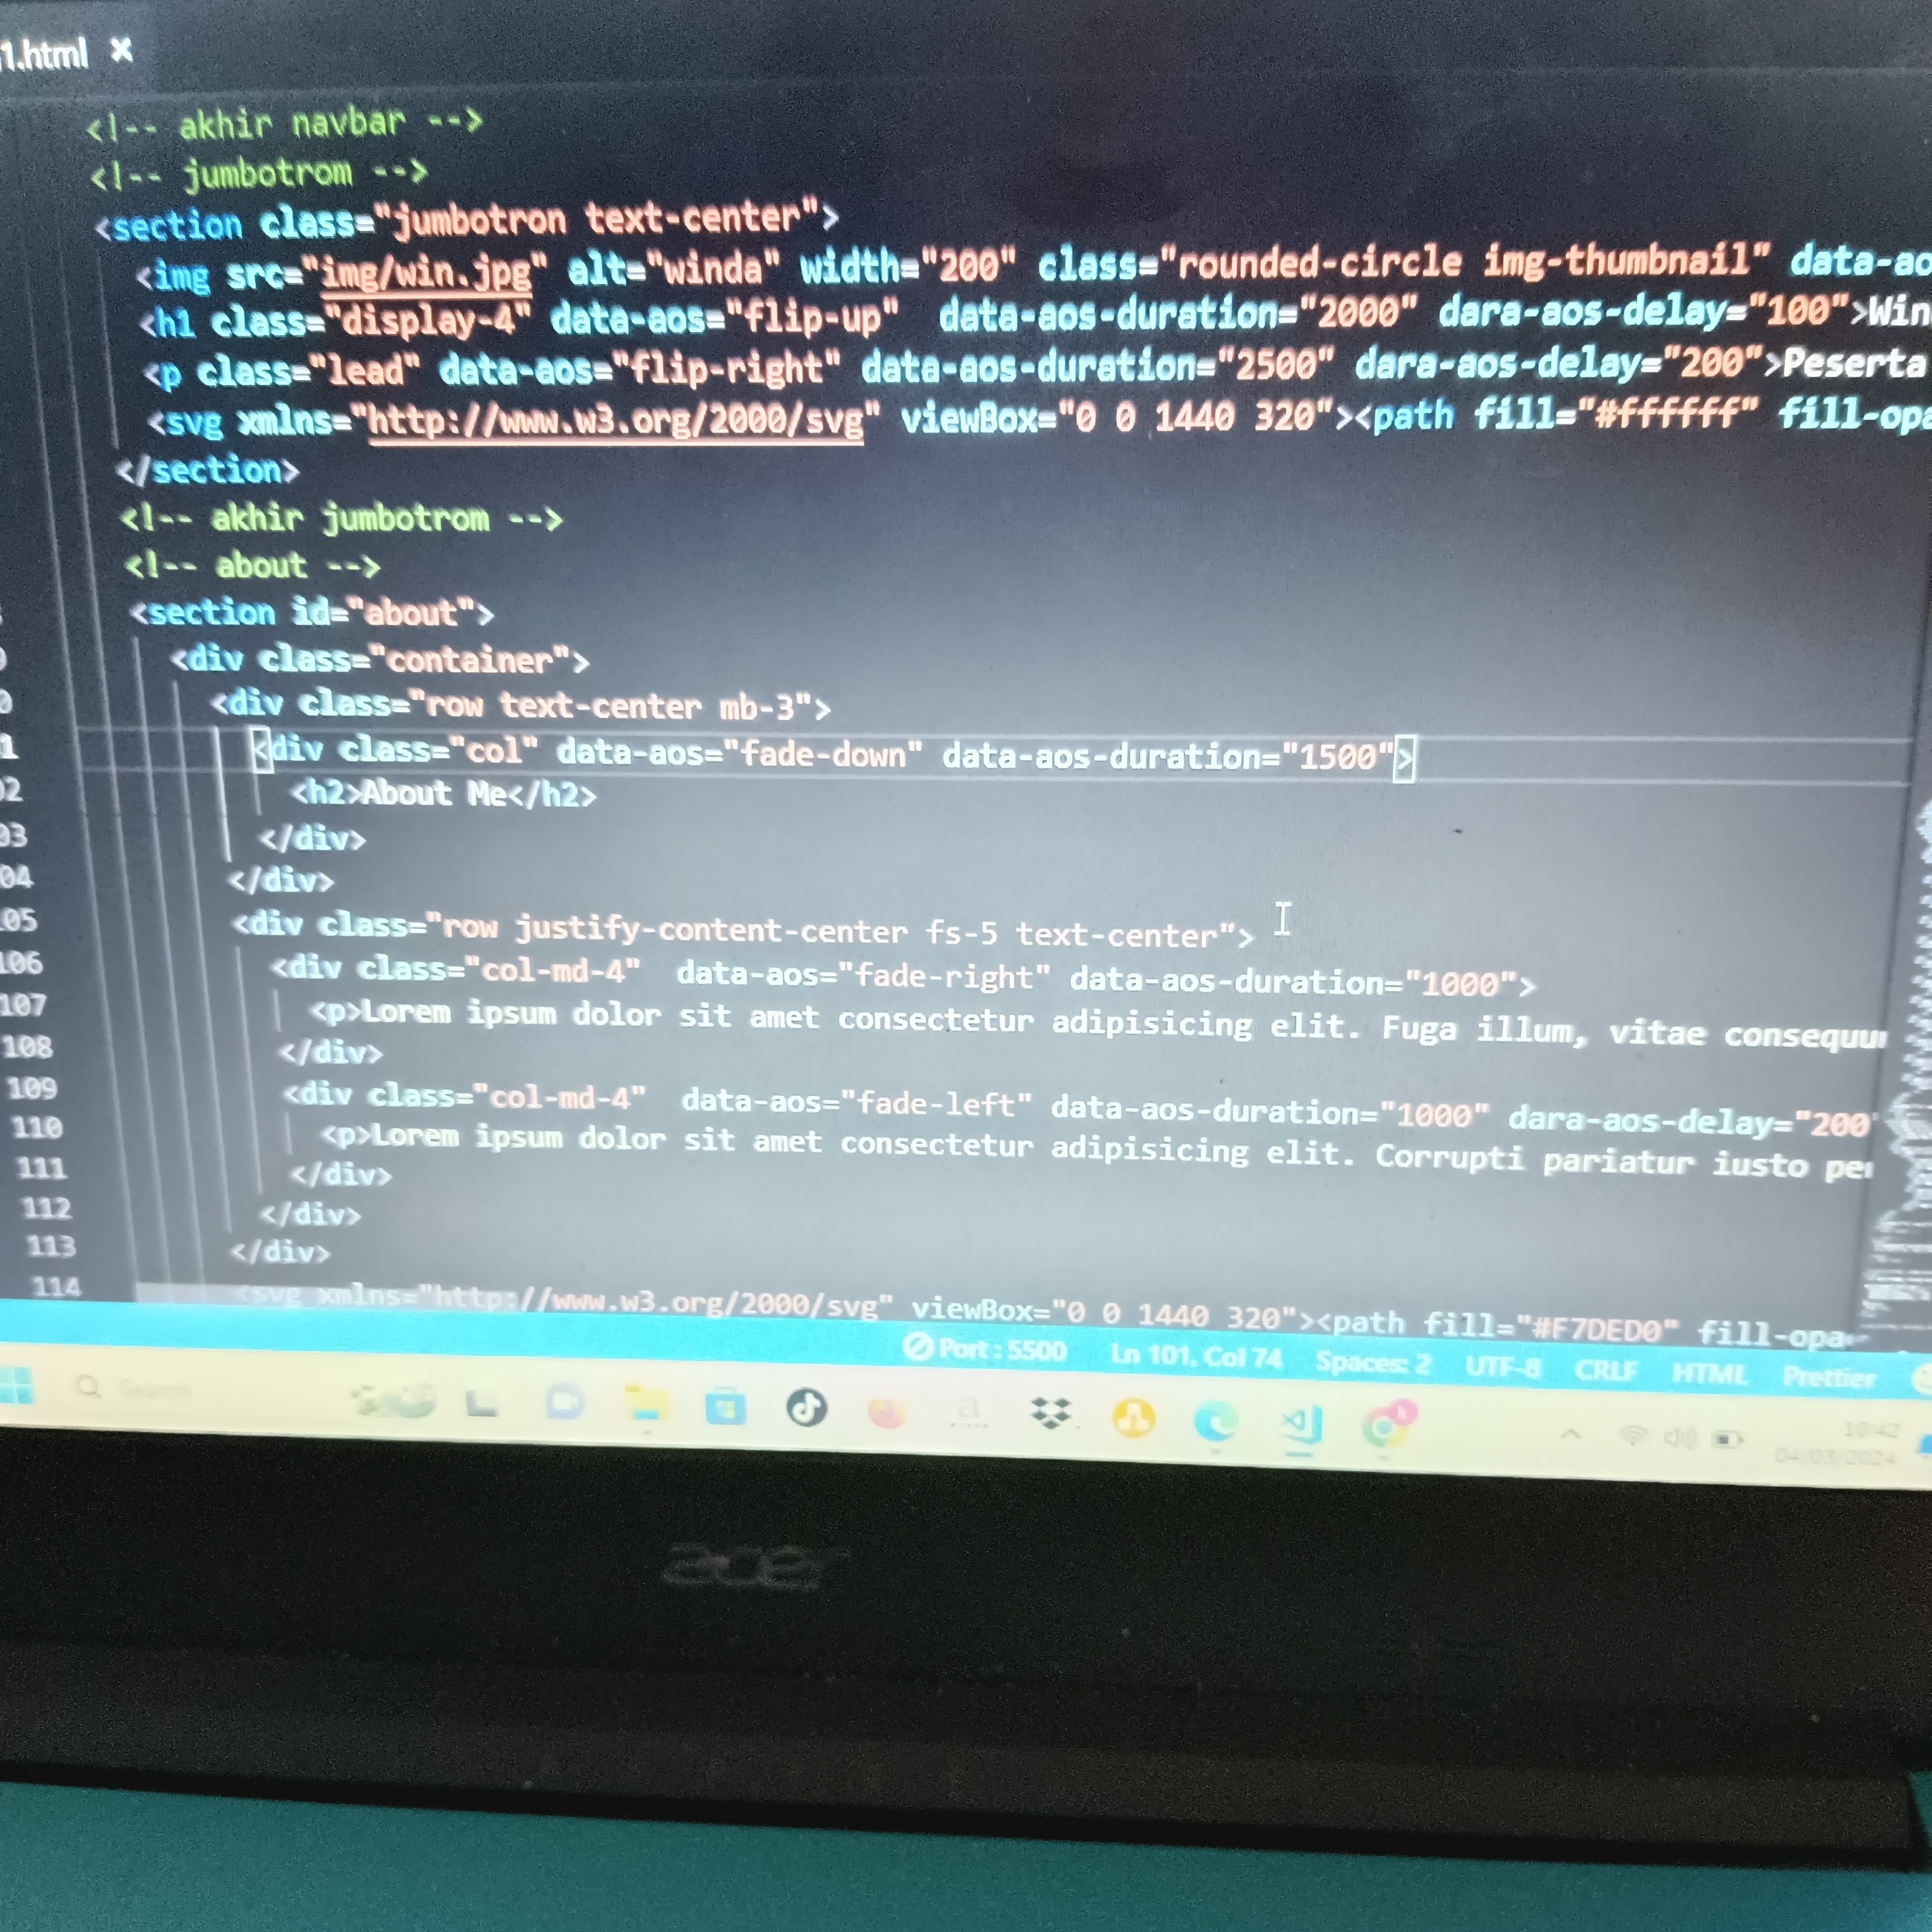 1.html ×
<!-- akhir navbar -->
<!-- jumbotrom -->
<section class="jumbotron text-center">
<img src="img/win.jpg" alt="winda" width="200" class="rounded-circle img-thumbnail" data-ao
<h1 class="display-4" data-aos="flip-up"  data-aos-duration="2000" dara-aos-delay="100">Win
<p class="lead" data-aos="flip-right" data-aos-duration="2500" dara-aos-delay="200">Peserta
<svg xmlns="http://www.w3.org/2000/svg" viewBox="0 0 1440 320"><path fill="#ffffff" fill-opa
</section>
<!-- akhir jumbotrom -->
<!-- about -->
<section id="about">
<div class="container">
0 <div class="row text-center mb-3">
1 <div class="col" data-aos="fade-down" data-aos-duration="1500">
02 <h2>About Me</h2>
03 </div>
04 </div>
05 <div class="row justify-content-center fs-5 text-center">
106 <div class="col-md-4"  data-aos="fade-right" data-aos-duration="1000">
107 <p>Lorem ipsum dolor sit amet consectetur adipisicing elit. Fuga illum, vitae consequu
108 </div>
109 <div class="col-md-4"  data-aos="fade-left" data-aos-duration="1000" dara-aos-delay="200
110 <p>Lorem ipsum dolor sit amet consectetur adipisicing elit. Corrupti pariatur iusto pe
111 </div>
112 </div>
113 </div>
114 <svg xmlns="http://www.w3.org/2000/svg" viewBox="0 0 1440 320"><path fill="#F7DED0" fill-opa
Port : 5500 Ln 101, Col 74 Spaces: 2 UTF-8 CRLF HTML Prettier
Search
10:42
04/03/2024
acer